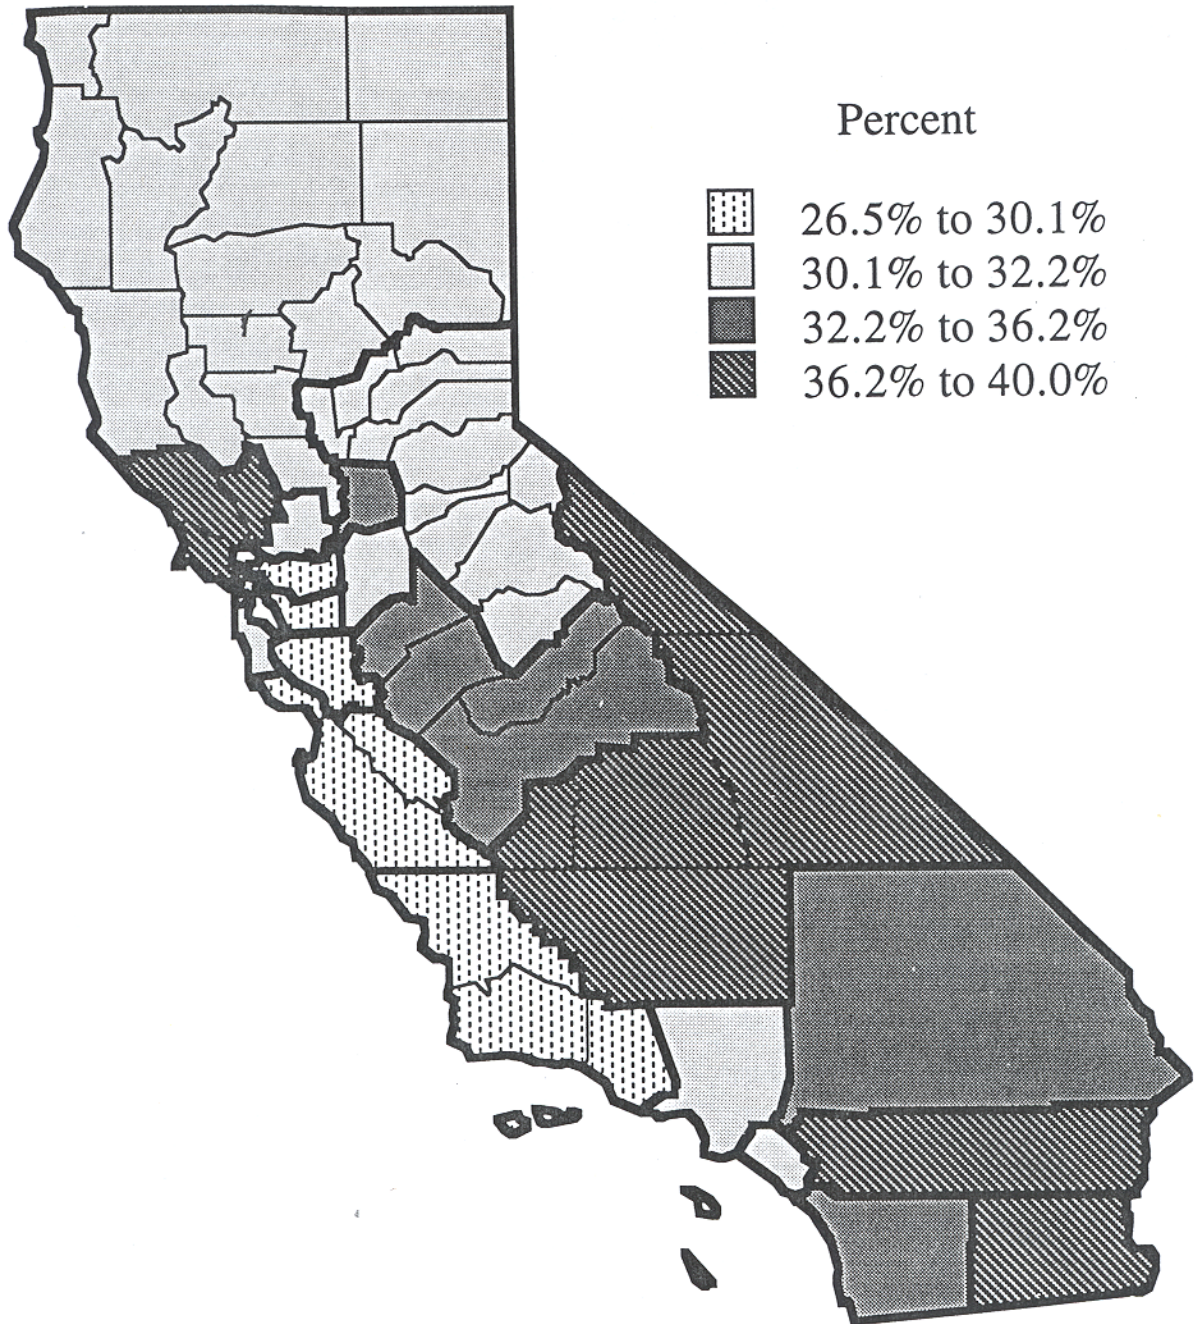 Percent
26.5% to 30.1%
30.1% to 32.2%
32.2% to 36.2%
36.2% to 40.0%